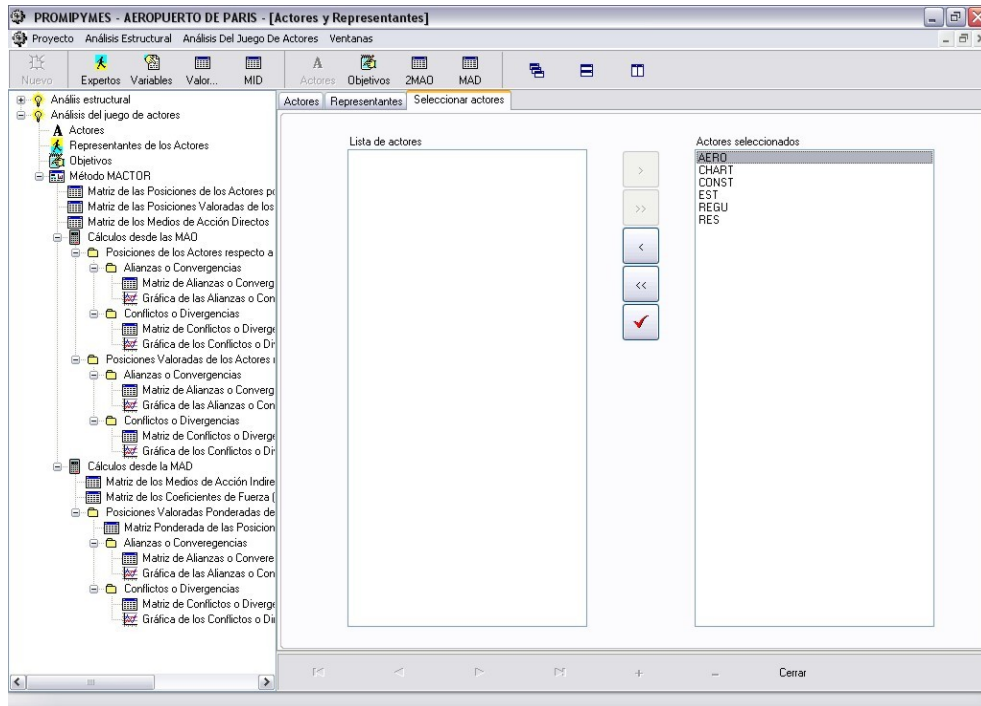 PROMIPYMES - AEROPUERTO DE PARIS - [Actores y Representantes]
Proyecto Análisis Estructural Análisis Del Juego De Actores Ventanas
Nuevo Expertos Variables Valor... MID Actores Objetivos 2MAO MAD
Análiis estructural
Análisis del juego de actores
Actores
Representantes de los Actores
Objetivos
Método MACTOR
Matriz de las Posiciones de los Actores po
Matriz de las Posiciones Valoradas de los
Matriz de los Medios de Acción Directos
Cálculos desde las MAO
Posiciones de los Actores respecto a
Alianzas o Convergencias
Matriz de Alianzas o Converg
Gráfica de las Alianzas o Con
Conflictos o Divergencias
Matriz de Conflictos o Diverge
Gráfica de los Conflictos o Di
Posiciones Valoradas de los Actores
Alianzas o Convergencias
Matriz de Alianzas o Converg
Gráfica de las Alianzas o Con
Conflictos o Divergencias
Matriz de Conflictos o Diverge
Gráfica de los Conflictos o Di
Cálculos desde la MAD
Matriz de los Medios de Acción Indire
Matriz de los Coeficientes de Fuerza (
Posiciones Valoradas Ponderadas de
Matriz Ponderada de las Posicion
Alianzas o Converegencias
Matriz de Alianzas o Convere
Gráfica de las Alianzas o Con
Conflictos o Divergencias
Matriz de Conflictos o Diverge
Gráfica de los Conflictos o Di
Actores Representantes Seleccionar actores
Lista de actores
>
>>
<
<<
Actores seleccionados
AERO
CHART
CONST
EST
REGU
RES
Cerrar